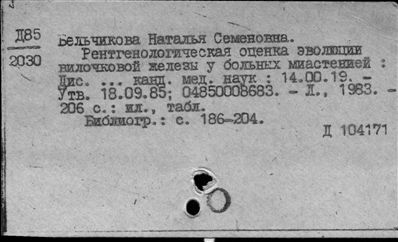 Д85
2030
Бельчикова Наталья Семеновна.
Рентгенологическая оценка эволюции
вилочковой железы у больных миастенией :
Дис. ... канд. мед. наук : 14.00.19. -
Утв. 18.09.85; 04850008683. - Л., 1983. -
206 с.: ил., табл.
Библиогр.: с. 186-204.
Д 104171